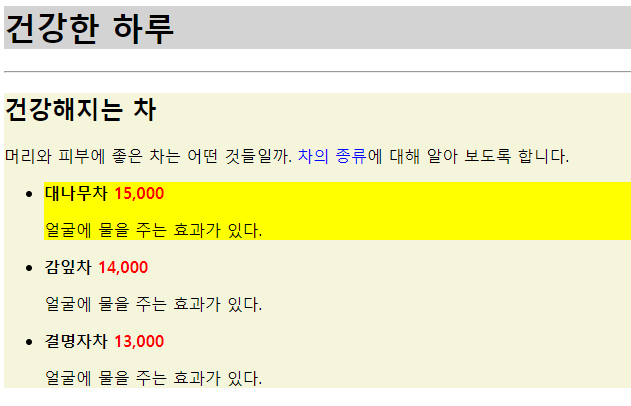 건강한 하루
건강해지는 차
머리와 피부에 좋은 차는 어떤 것들일까. 차의 종류에 대해 알아 보도록 합니다.
대나무차 15,000
얼굴에 물을 주는 효과가 있다.
감잎차 14,000
얼굴에 물을 주는 효과가 있다.
결명자차 13,000
얼굴에 물을 주는 효과가 있다.